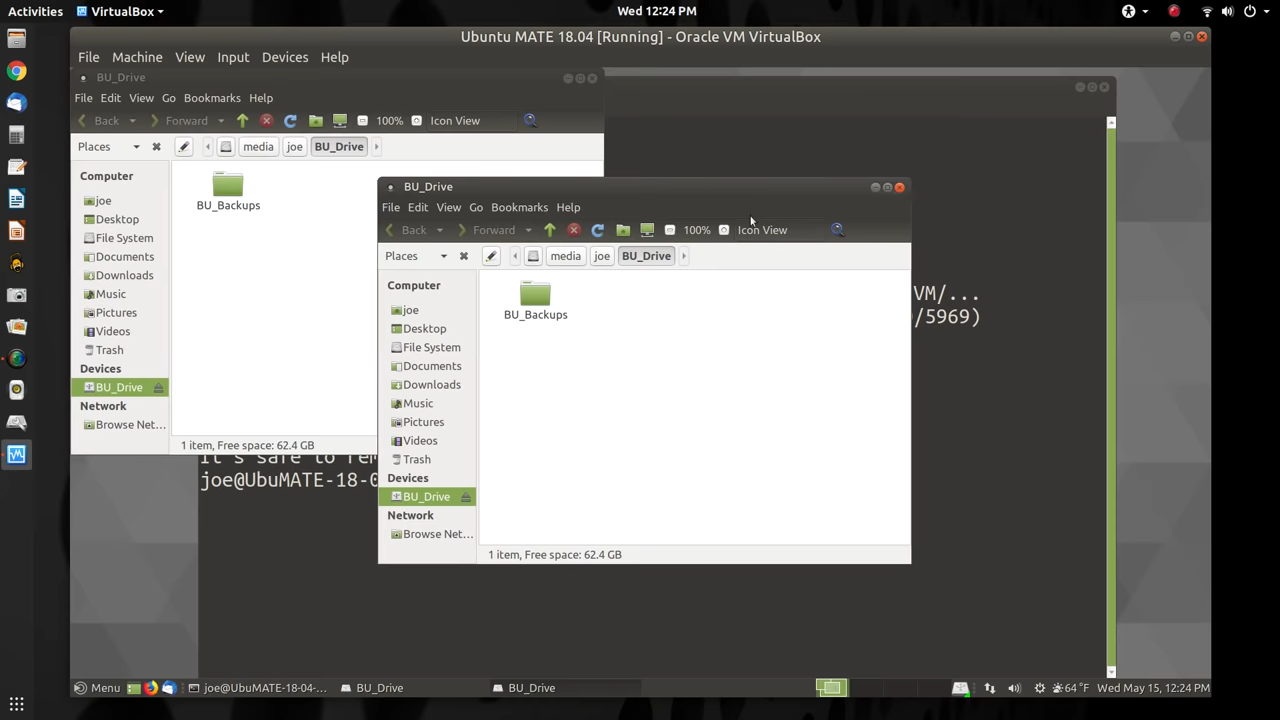 Activities VirtualBox Wed 12:24 PM
Ubuntu MATE 18.04 [Running] - Oracle VM VirtualBox
File Machine View Input Devices Help
BU_Drive
File Edit View Go Bookmarks Help
Back Forward 100% Icon View
Places media joe BU_Drive
Computer
joe
Desktop
File System
Documents
Downloads
Music
Pictures
Videos
Trash
Devices
BU_Drive
Network
Browse Net...
BU_Backups
1 item, Free space: 62.4 GB
BU_Drive
File Edit View Go Bookmarks Help
Back Forward 100% Icon View
Places media joe BU_Drive
Computer
joe
Desktop
File System
Documents
Downloads
Music
Pictures
Videos
Trash
Devices
BU_Drive
Network
Browse Net...
BU_Backups
1 item, Free space: 62.4 GB
VM/...
/5969)
It's safe to rem
joe@UbuMATE-18-0
Menu joe@UbuMATE-18-04-... BU_Drive BU_Drive 64 °F Wed May 15, 12:24 PM